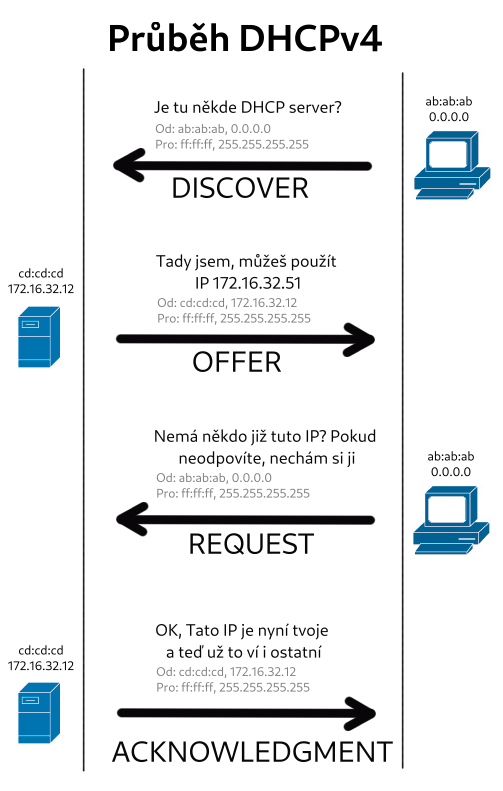 Průběh DHCPv4
Je tu někde DHCP server?
Od: ab:ab:ab, 0.0.0.0
Pro: ff:ff:ff, 255.255.255.255
DISCOVER
ab:ab:ab
0.0.0.0
cd:cd:cd
172.16.32.12
Tady jsem, můžeš použít
IP 172.16.32.51
Od: cd:cd:cd, 172.16.32.12
Pro: ff:ff:ff, 255.255.255.255
OFFER
Nemá někdo již tuto IP? Pokud
neodpovíte, nechám si ji
Od: ab:ab:ab, 0.0.0.0
Pro: ff:ff:ff, 255.255.255.255
REQUEST
ab:ab:ab
0.0.0.0
cd:cd:cd
172.16.32.12
OK, Tato IP je nyní tvoje
a teď už to ví i ostatní
Od: cd:cd:cd, 172.16.32.12
Pro: ff:ff:ff, 255.255.255.255
ACKNOWLEDGMENT